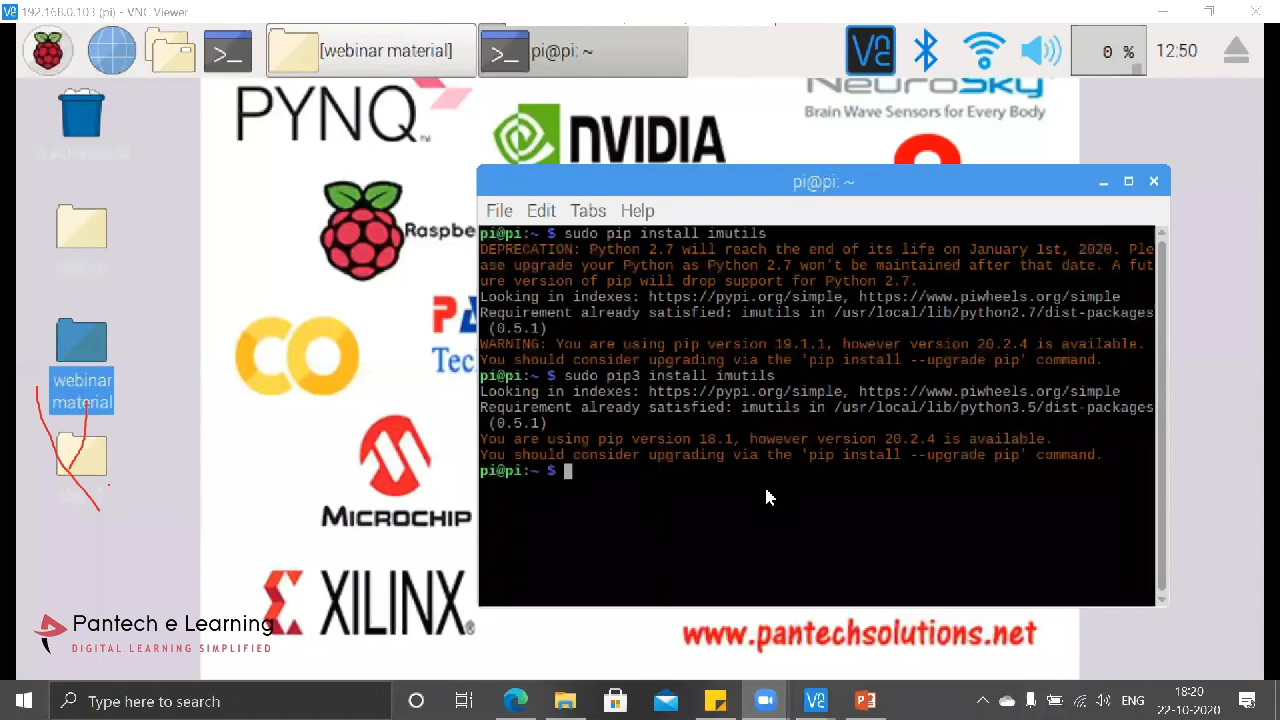 192.168.0.103 (pi) - VNC Viewer
[webinar material]
pi@pi: ~
0 %
12:50
PYNQ
NVIDIA
NeuroSky
Brain Wave Sensors for Every Body
Raspbe
Tec
webinar
material
MICROCHIP
XILINX
Pantech e Learning
DIGITAL LEARNING SIMPLIFIED
www.pantechsolutions.net
pi@pi: ~
File Edit Tabs Help
pi@pi:~ $ sudo pip install imutils
DEPRECATION: Python 2.7 will reach the end of its life on January 1st, 2020. Ple
ase upgrade your Python as Python 2.7 won't be maintained after that date. A fut
ure version of pip will drop support for Python 2.7.
Looking in indexes: https://pypi.org/simple, https://www.piwheels.org/simple
Requirement already satisfied: imutils in /usr/local/lib/python2.7/dist-packages
(0.5.1)
WARNING: You are using pip version 19.1.1, however version 20.2.4 is available.
You should consider upgrading via the 'pip install --upgrade pip' command.
pi@pi:~ $ sudo pip3 install imutils
Looking in indexes: https://pypi.org/simple, https://www.piwheels.org/simple
Requirement already satisfied: imutils in /usr/local/lib/python3.5/dist-packages
(0.5.1)
You are using pip version 18.1, however version 20.2.4 is available.
You should consider upgrading via the 'pip install --upgrade pip' command.
pi@pi:~ $
Type here to search
ENG
18:20
22-10-2020